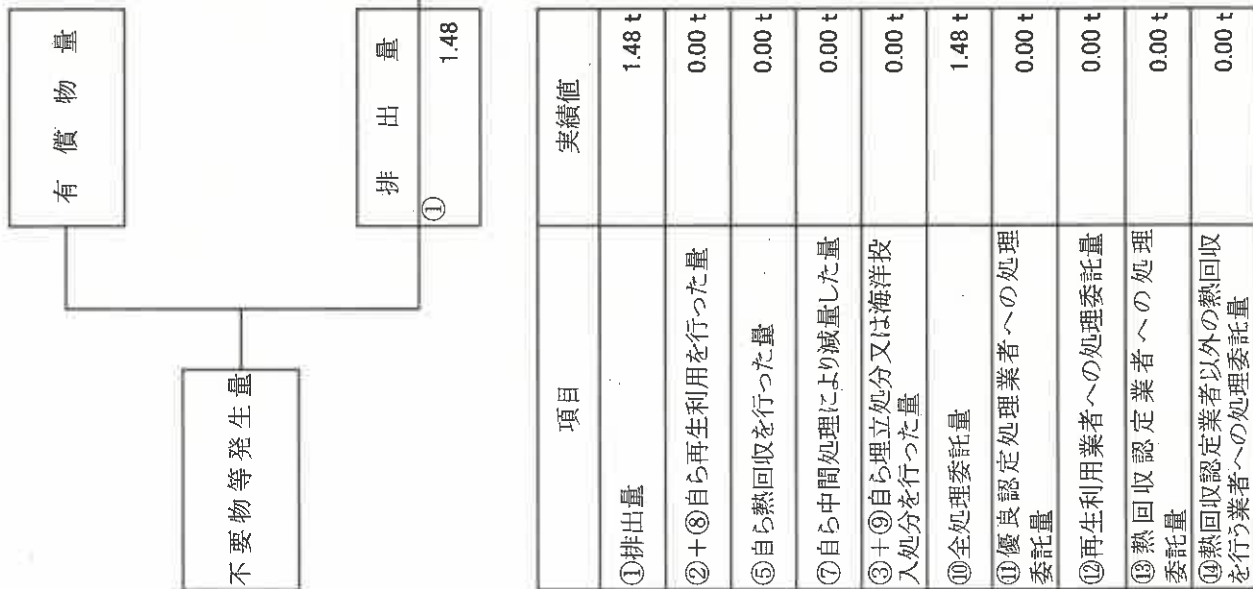 有償物量
不要物等発生量
排出量
①
1.48
項目
実績値
①排出量
1.48 t
②+⑧自ら再生利用を行った量
0.00 t
⑤自ら熱回収を行った量
0.00 t
⑦自ら中間処理により減量した量
0.00 t
③+⑨自ら埋立処分又は海洋投
入処分を行った量
0.00 t
⑩全処理委託量
1.48 t
⑪優良認定処理業者への処理
委託量
0.00 t
⑫再生利用業者への処理委託量
0.00 t
⑬熱回収認定業者への処理
委託量
0.00 t
⑭熱回収認定業者以外の熱回収
を行う業者への処理委託量
0.00 t